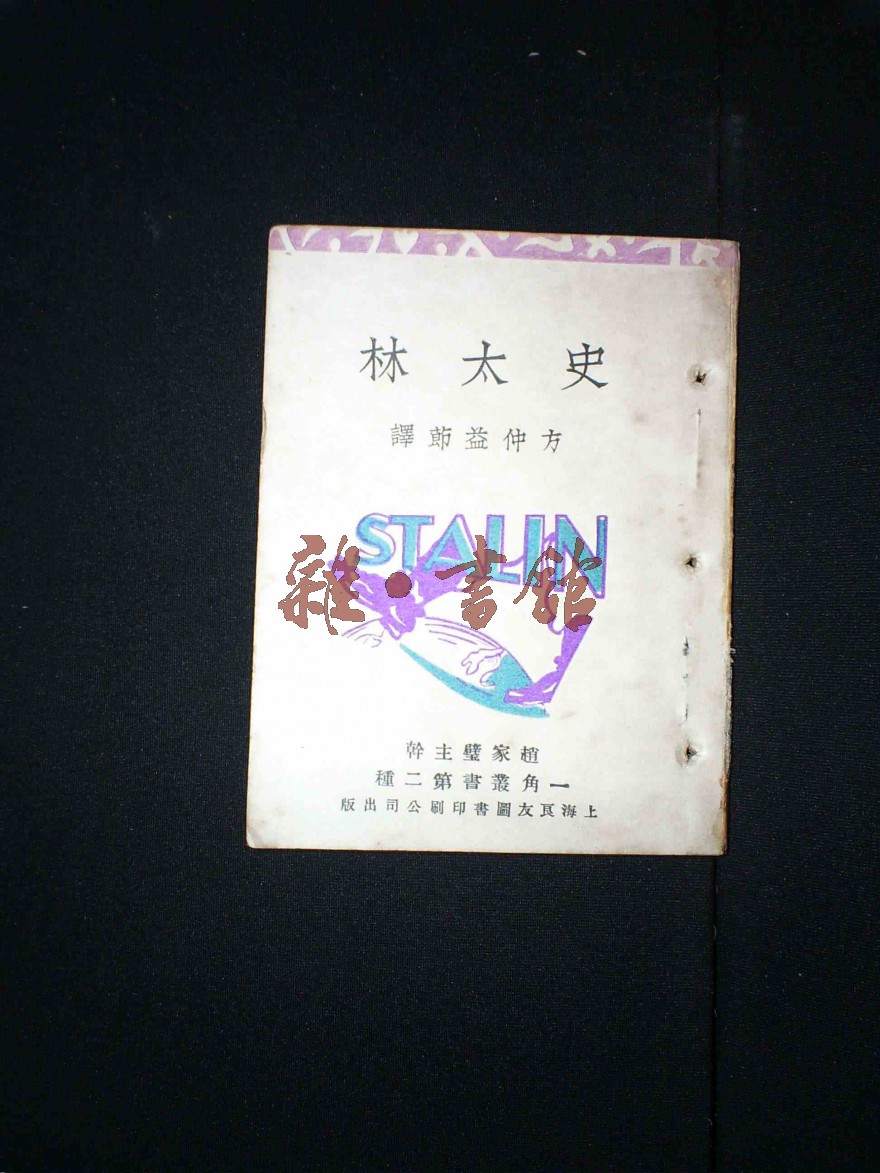 史太林
方仲益節譯
STALIN
雜·書館
趙家璧主幹
一角叢書第二種
上海良友圖書印刷公司出版